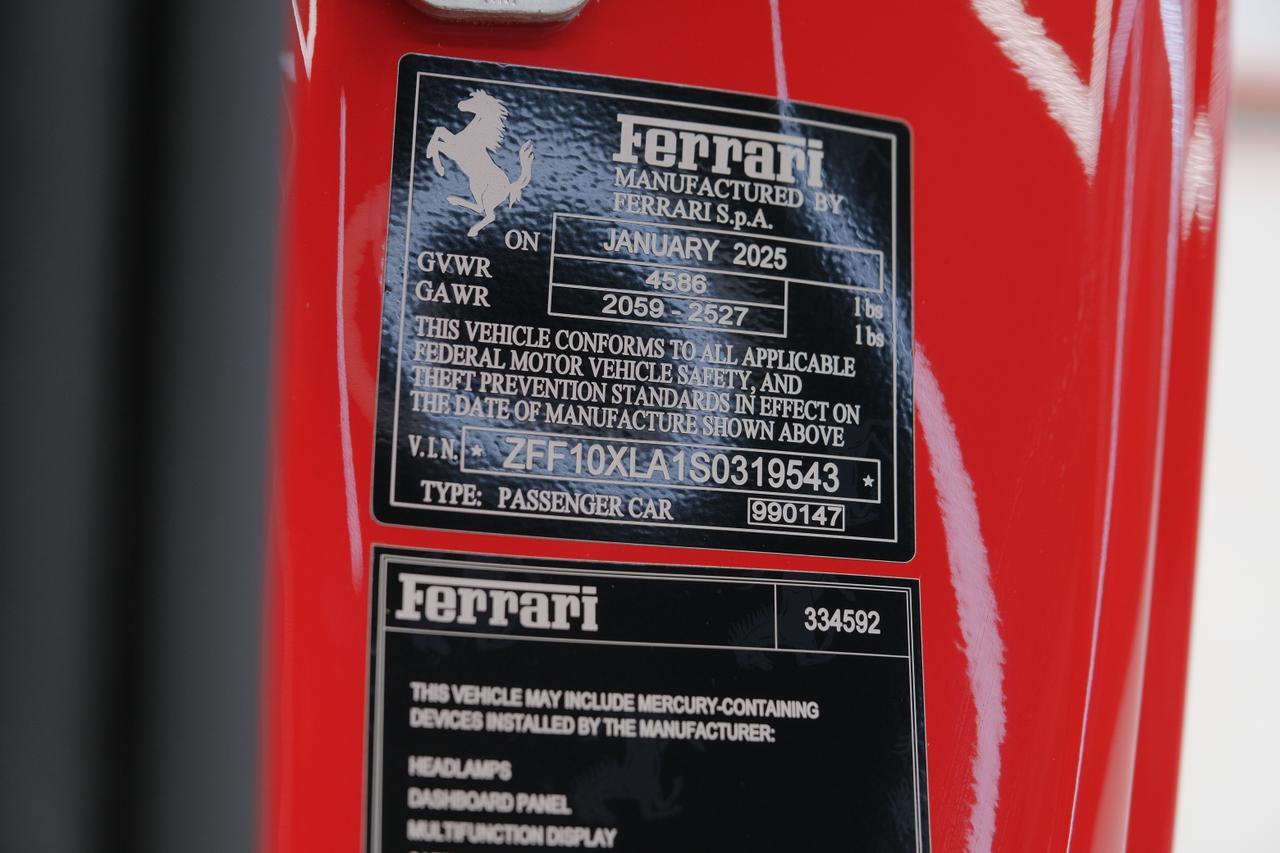 Ferrari
MANUFACTURED BY
FERRARI S.p.A.
ON JANUARY 2025
GVWR 4586 lbs
GAWR 2059 - 2527 lbs
THIS VEHICLE CONFORMS TO ALL APPLICABLE
FEDERAL MOTOR VEHICLE SAFETY, AND
THEFT PREVENTION STANDARDS IN EFFECT ON
THE DATE OF MANUFACTURE SHOWN ABOVE
V.I.N. * ZFF10XLA1S0319543 *
TYPE: PASSENGER CAR 990147
Ferrari 334592
THIS VEHICLE MAY INCLUDE MERCURY-CONTAINING
DEVICES INSTALLED BY THE MANUFACTURER:
HEADLAMPS
DASHBOARD PANEL
MULTIFUNCTION DISPLAY